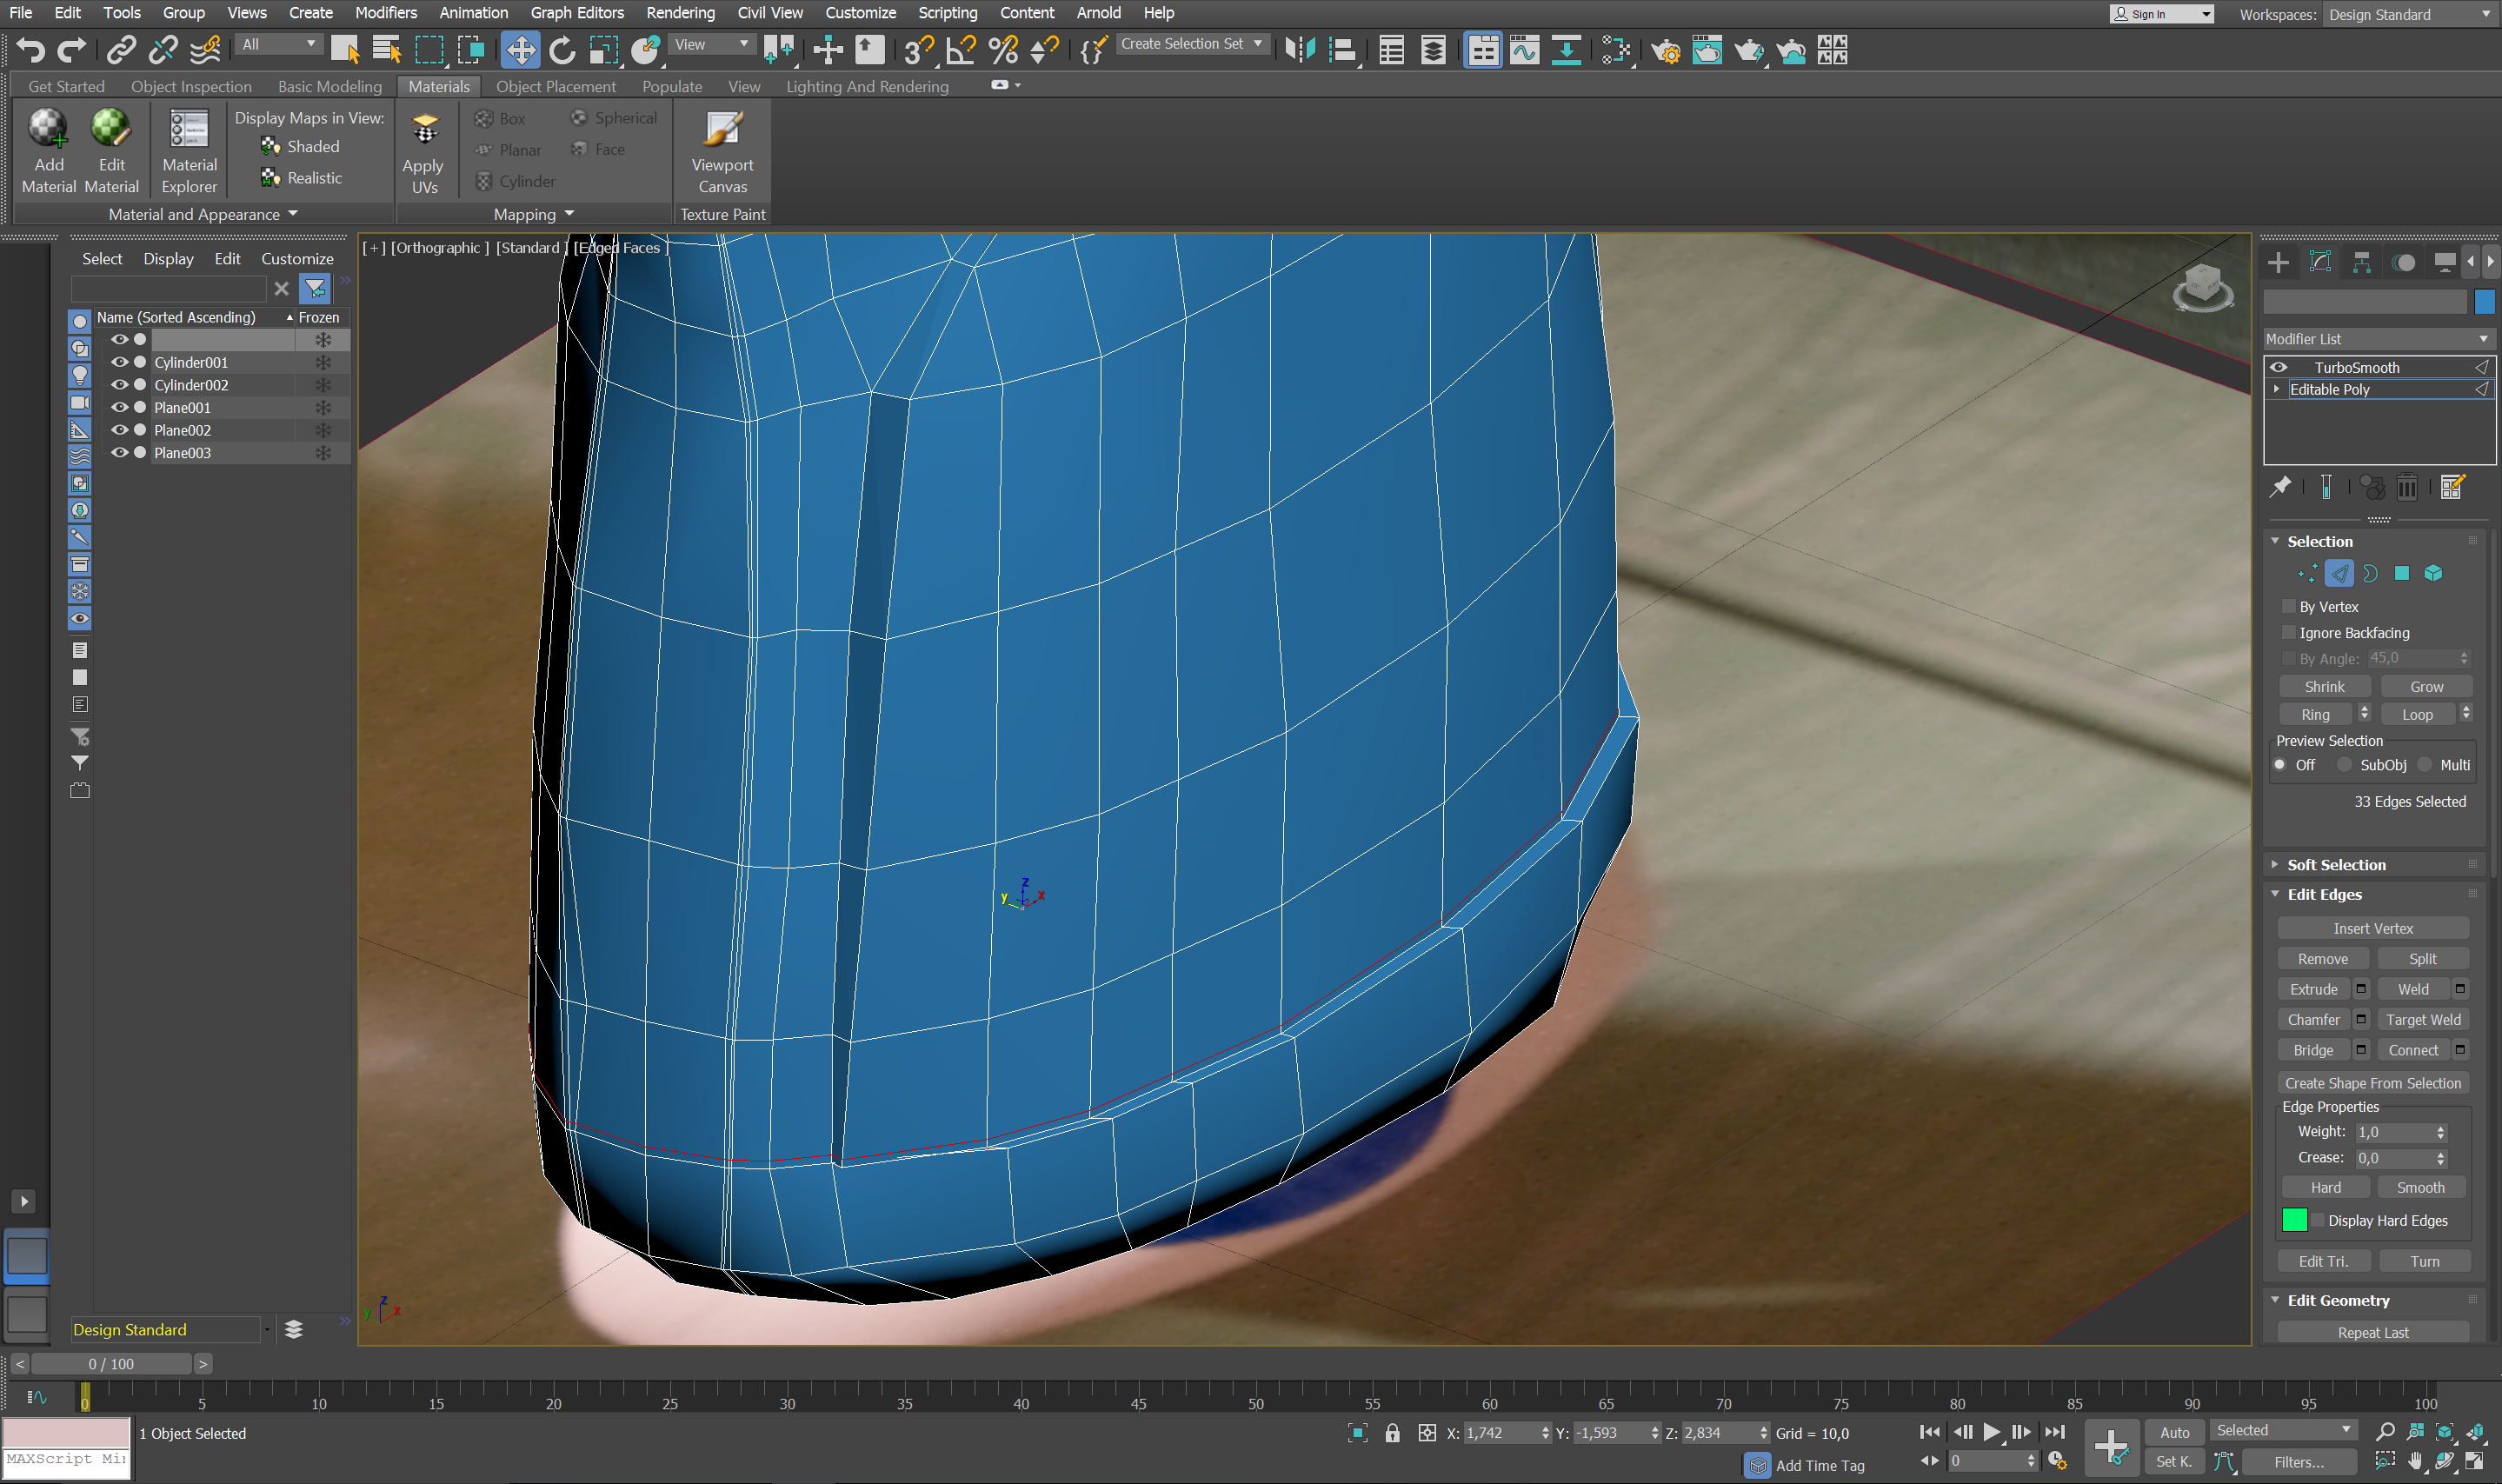 File Edit Tools Group Views Create Modifiers Animation Graph Editors Rendering Civil View Customize Scripting Content Arnold Help
Sign In
Workspaces: Design Standard
All
View
Create Selection Set
Get Started Object Inspection Basic Modeling Materials Object Placement Populate View Lighting And Rendering
Add Material
Edit Material
Material Explorer
Display Maps in View:
Shaded
Realistic
Material and Appearance
Apply UVs
Box
Planar
Cylinder
Spherical
Face
Mapping
Viewport Canvas
Texture Paint
Select Display Edit Customize
Name (Sorted Ascending) Frozen
Cylinder001
Cylinder002
Plane001
Plane002
Plane003
Design Standard
[+] [Orthographic ] [Standard ] [Edged Faces ]
z
y x
z
y x
Modifier List
TurboSmooth
Editable Poly
Selection
By Vertex
Ignore Backfacing
By Angle: 45,0
Shrink Grow
Ring Loop
Preview Selection
Off SubObj Multi
33 Edges Selected
Soft Selection
Edit Edges
Insert Vertex
Remove Split
Extrude Weld
Chamfer Target Weld
Bridge Connect
Create Shape From Selection
Edge Properties
Weight: 1,0
Crease: 0,0
Hard Smooth
Display Hard Edges
Edit Tri. Turn
Edit Geometry
Repeat Last
< 0 / 100 >
0 5 10 15 20 25 30 35 40 45 50 55 60 65 70 75 80 85 90 95 100
MAXScript Mi
1 Object Selected
X: 1,742 Y: -1,593 Z: 2,834 Grid = 10,0
Add Time Tag
0
Auto Selected
Set K. Filters...